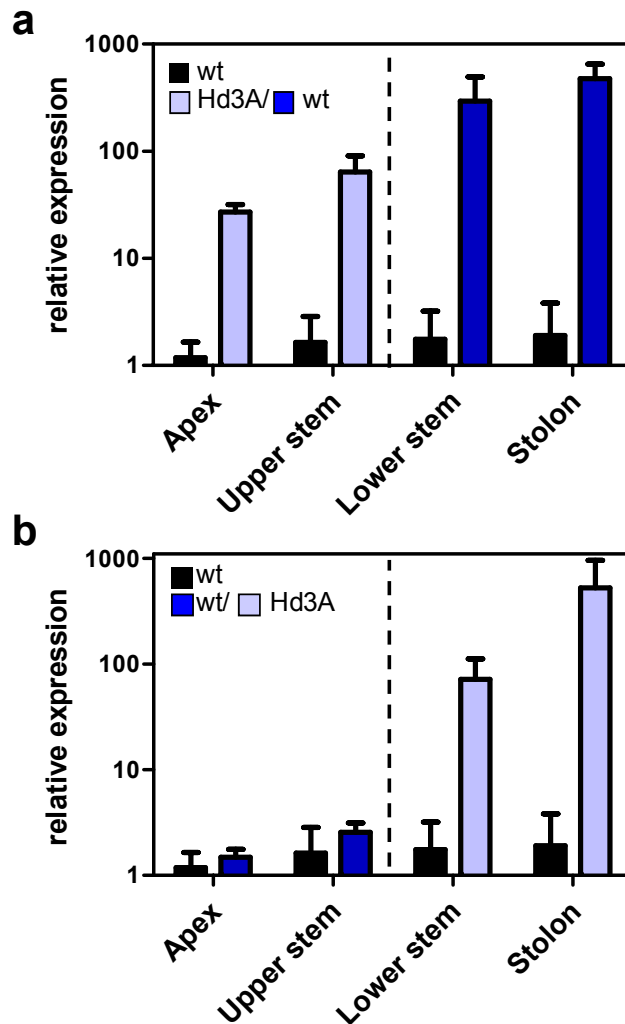 a
relative expression
1000
100
10
1
wt
Hd3A/ wt
Apex
Upper stem
Lower stem
Stolon
b
relative expression
1000
100
10
1
wt
wt/ Hd3A
Apex
Upper stem
Lower stem
Stolon